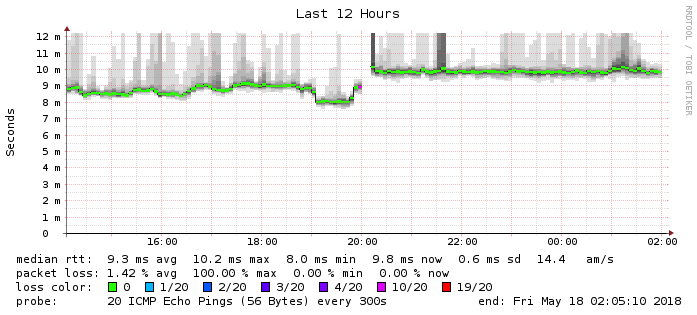 Last 12 Hours
RRDTOOL / TOBI OETIKER
Seconds
12 m
11 m
10 m
9 m
8 m
7 m
6 m
5 m
4 m
3 m
2 m
1 m
0
16:00 18:00 20:00 22:00 00:00 02:00
median rtt: 9.3 ms avg 10.2 ms max 8.0 ms min 9.8 ms now 0.6 ms sd 14.4 am/s
packet loss: 1.42 % avg 100.00 % max 0.00 % min 0.00 % now
loss color: 0 1/20 2/20 3/20 4/20 10/20 19/20
probe: 20 ICMP Echo Pings (56 Bytes) every 300s end: Fri May 18 02:05:10 2018